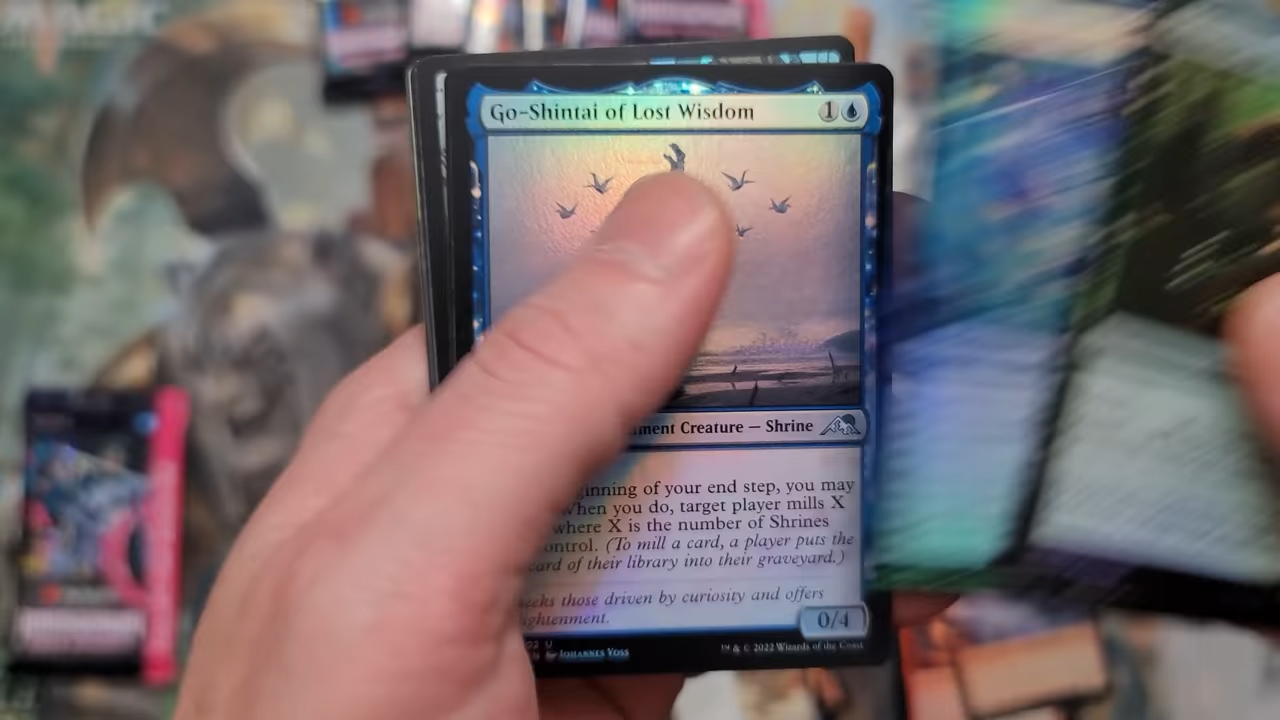 Go-Shintai of Lost Wisdom 1
ment Creature — Shrine
inning of your end step, you may
when you do, target player mills X
where X is the number of Shrines
ontrol. (To mill a card, a player puts the
card of their library into their graveyard.)
eeks those driven by curiosity and offers
lightenment.
0/4
Johannes Voss
™ & © 2022 Wizards of the Coast